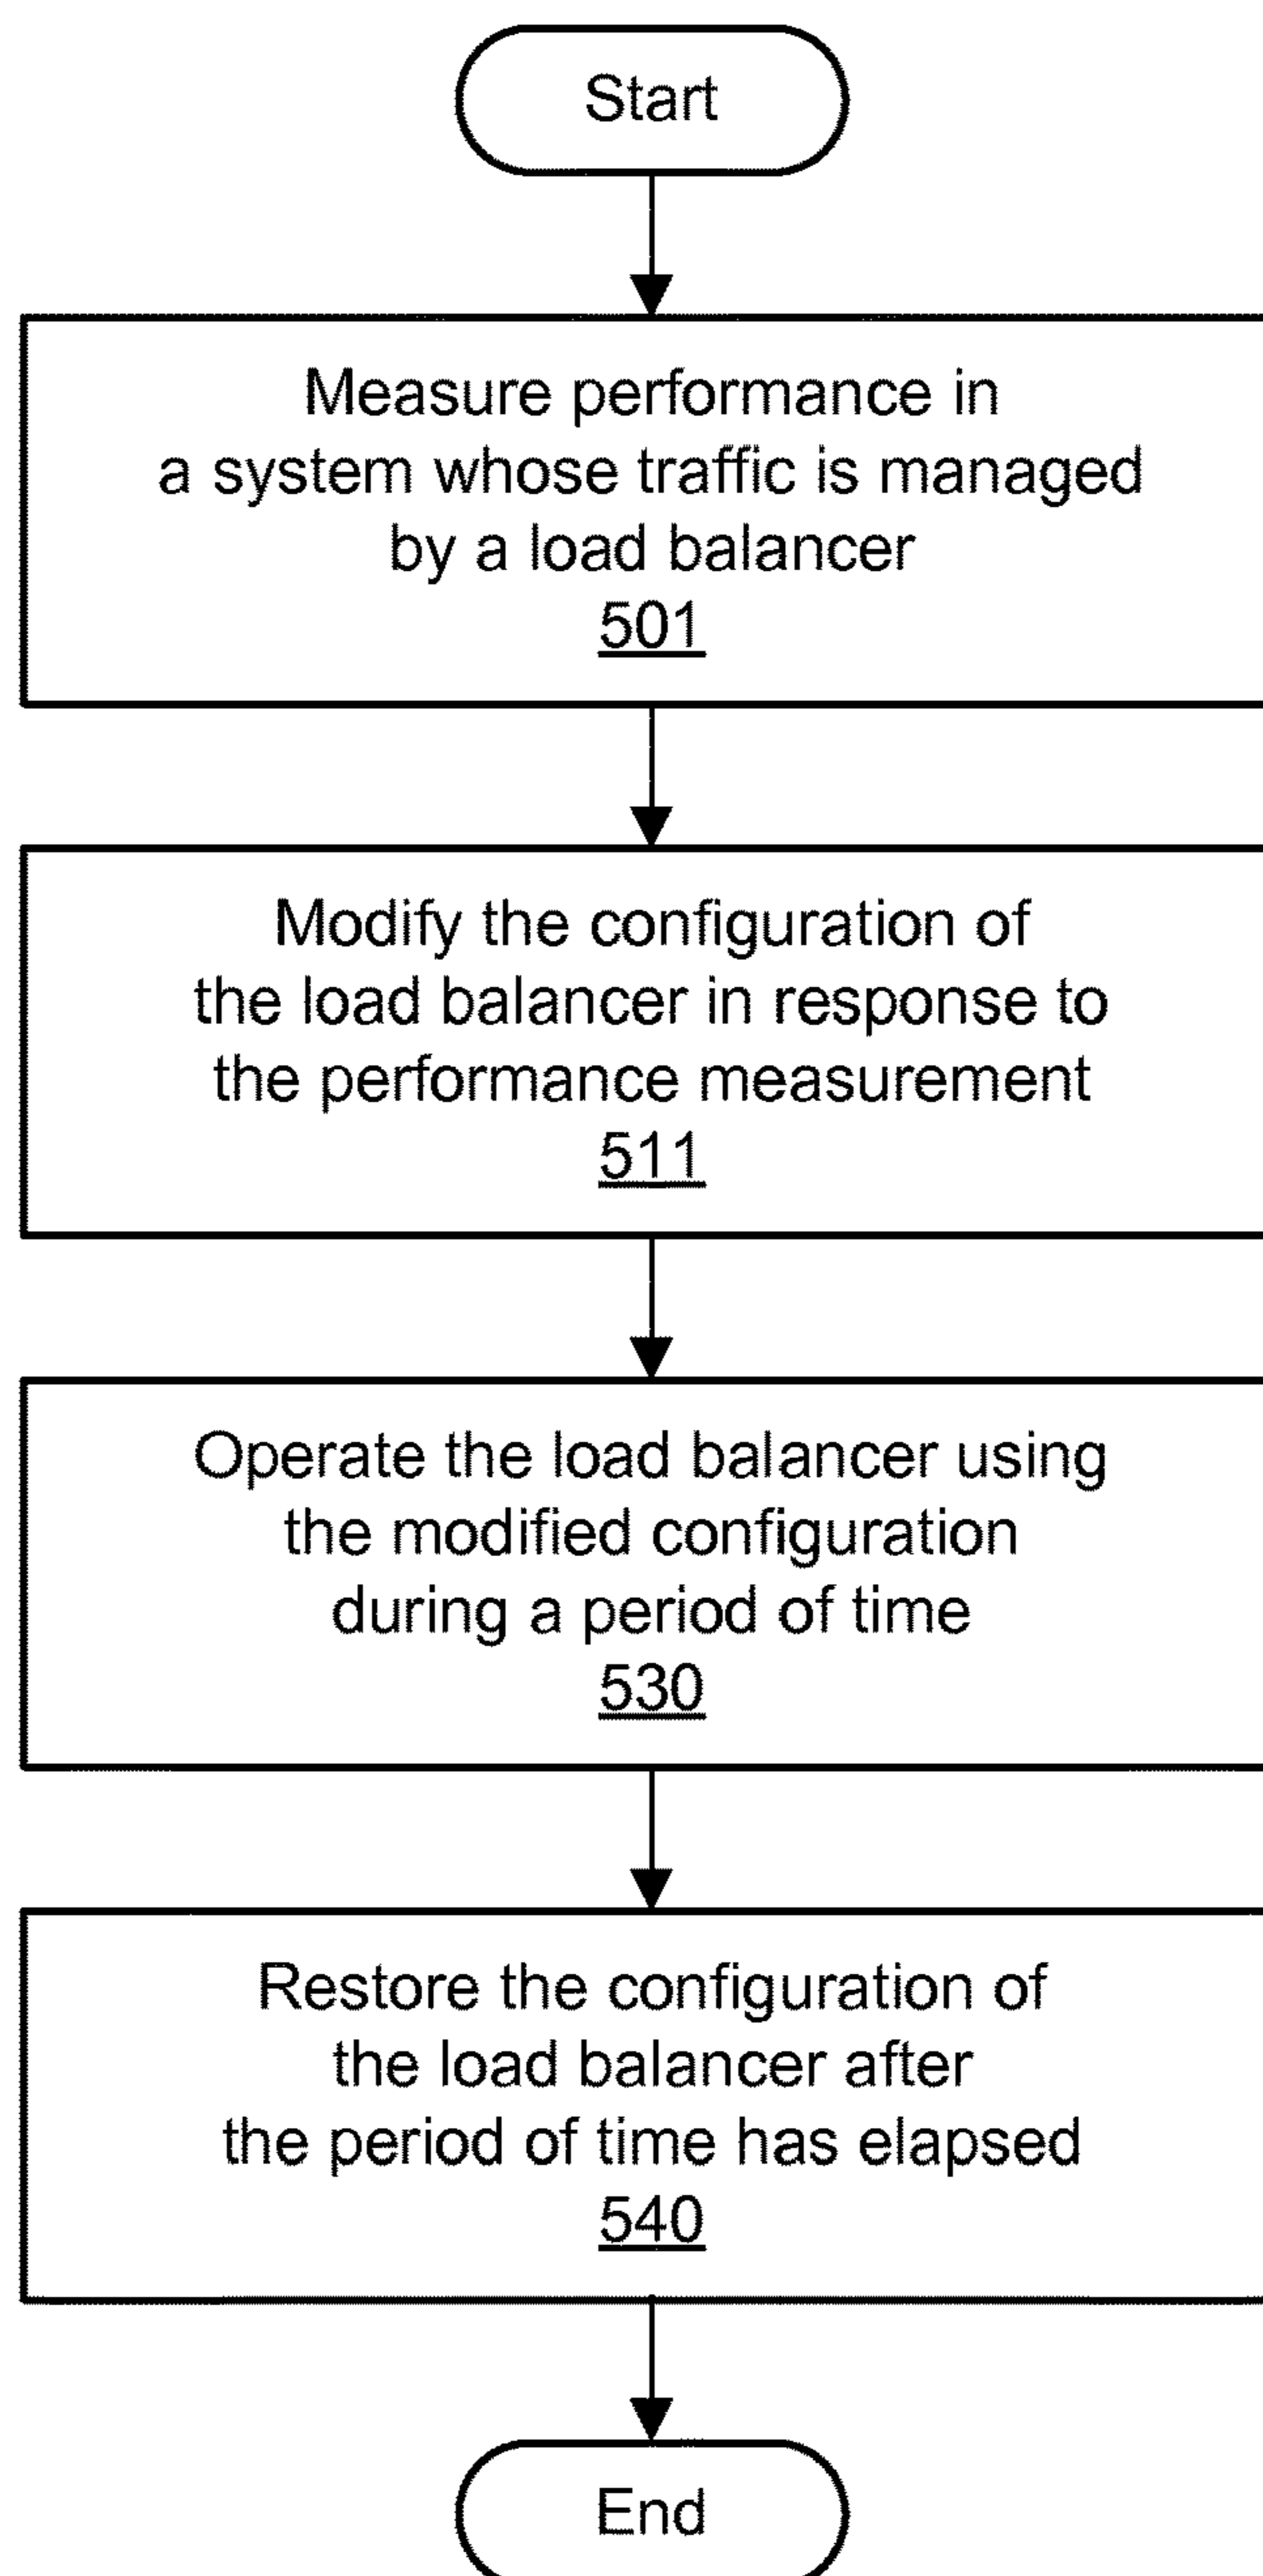 Start
Measure performance in
a system whose traffic is managed
by a load balancer
501
Modify the configuration of
the load balancer in response to
the performance measurement
511
Operate the load balancer using
the modified configuration
during a period of time
530
Restore the configuration of
the load balancer after
the period of time has elapsed
540
End